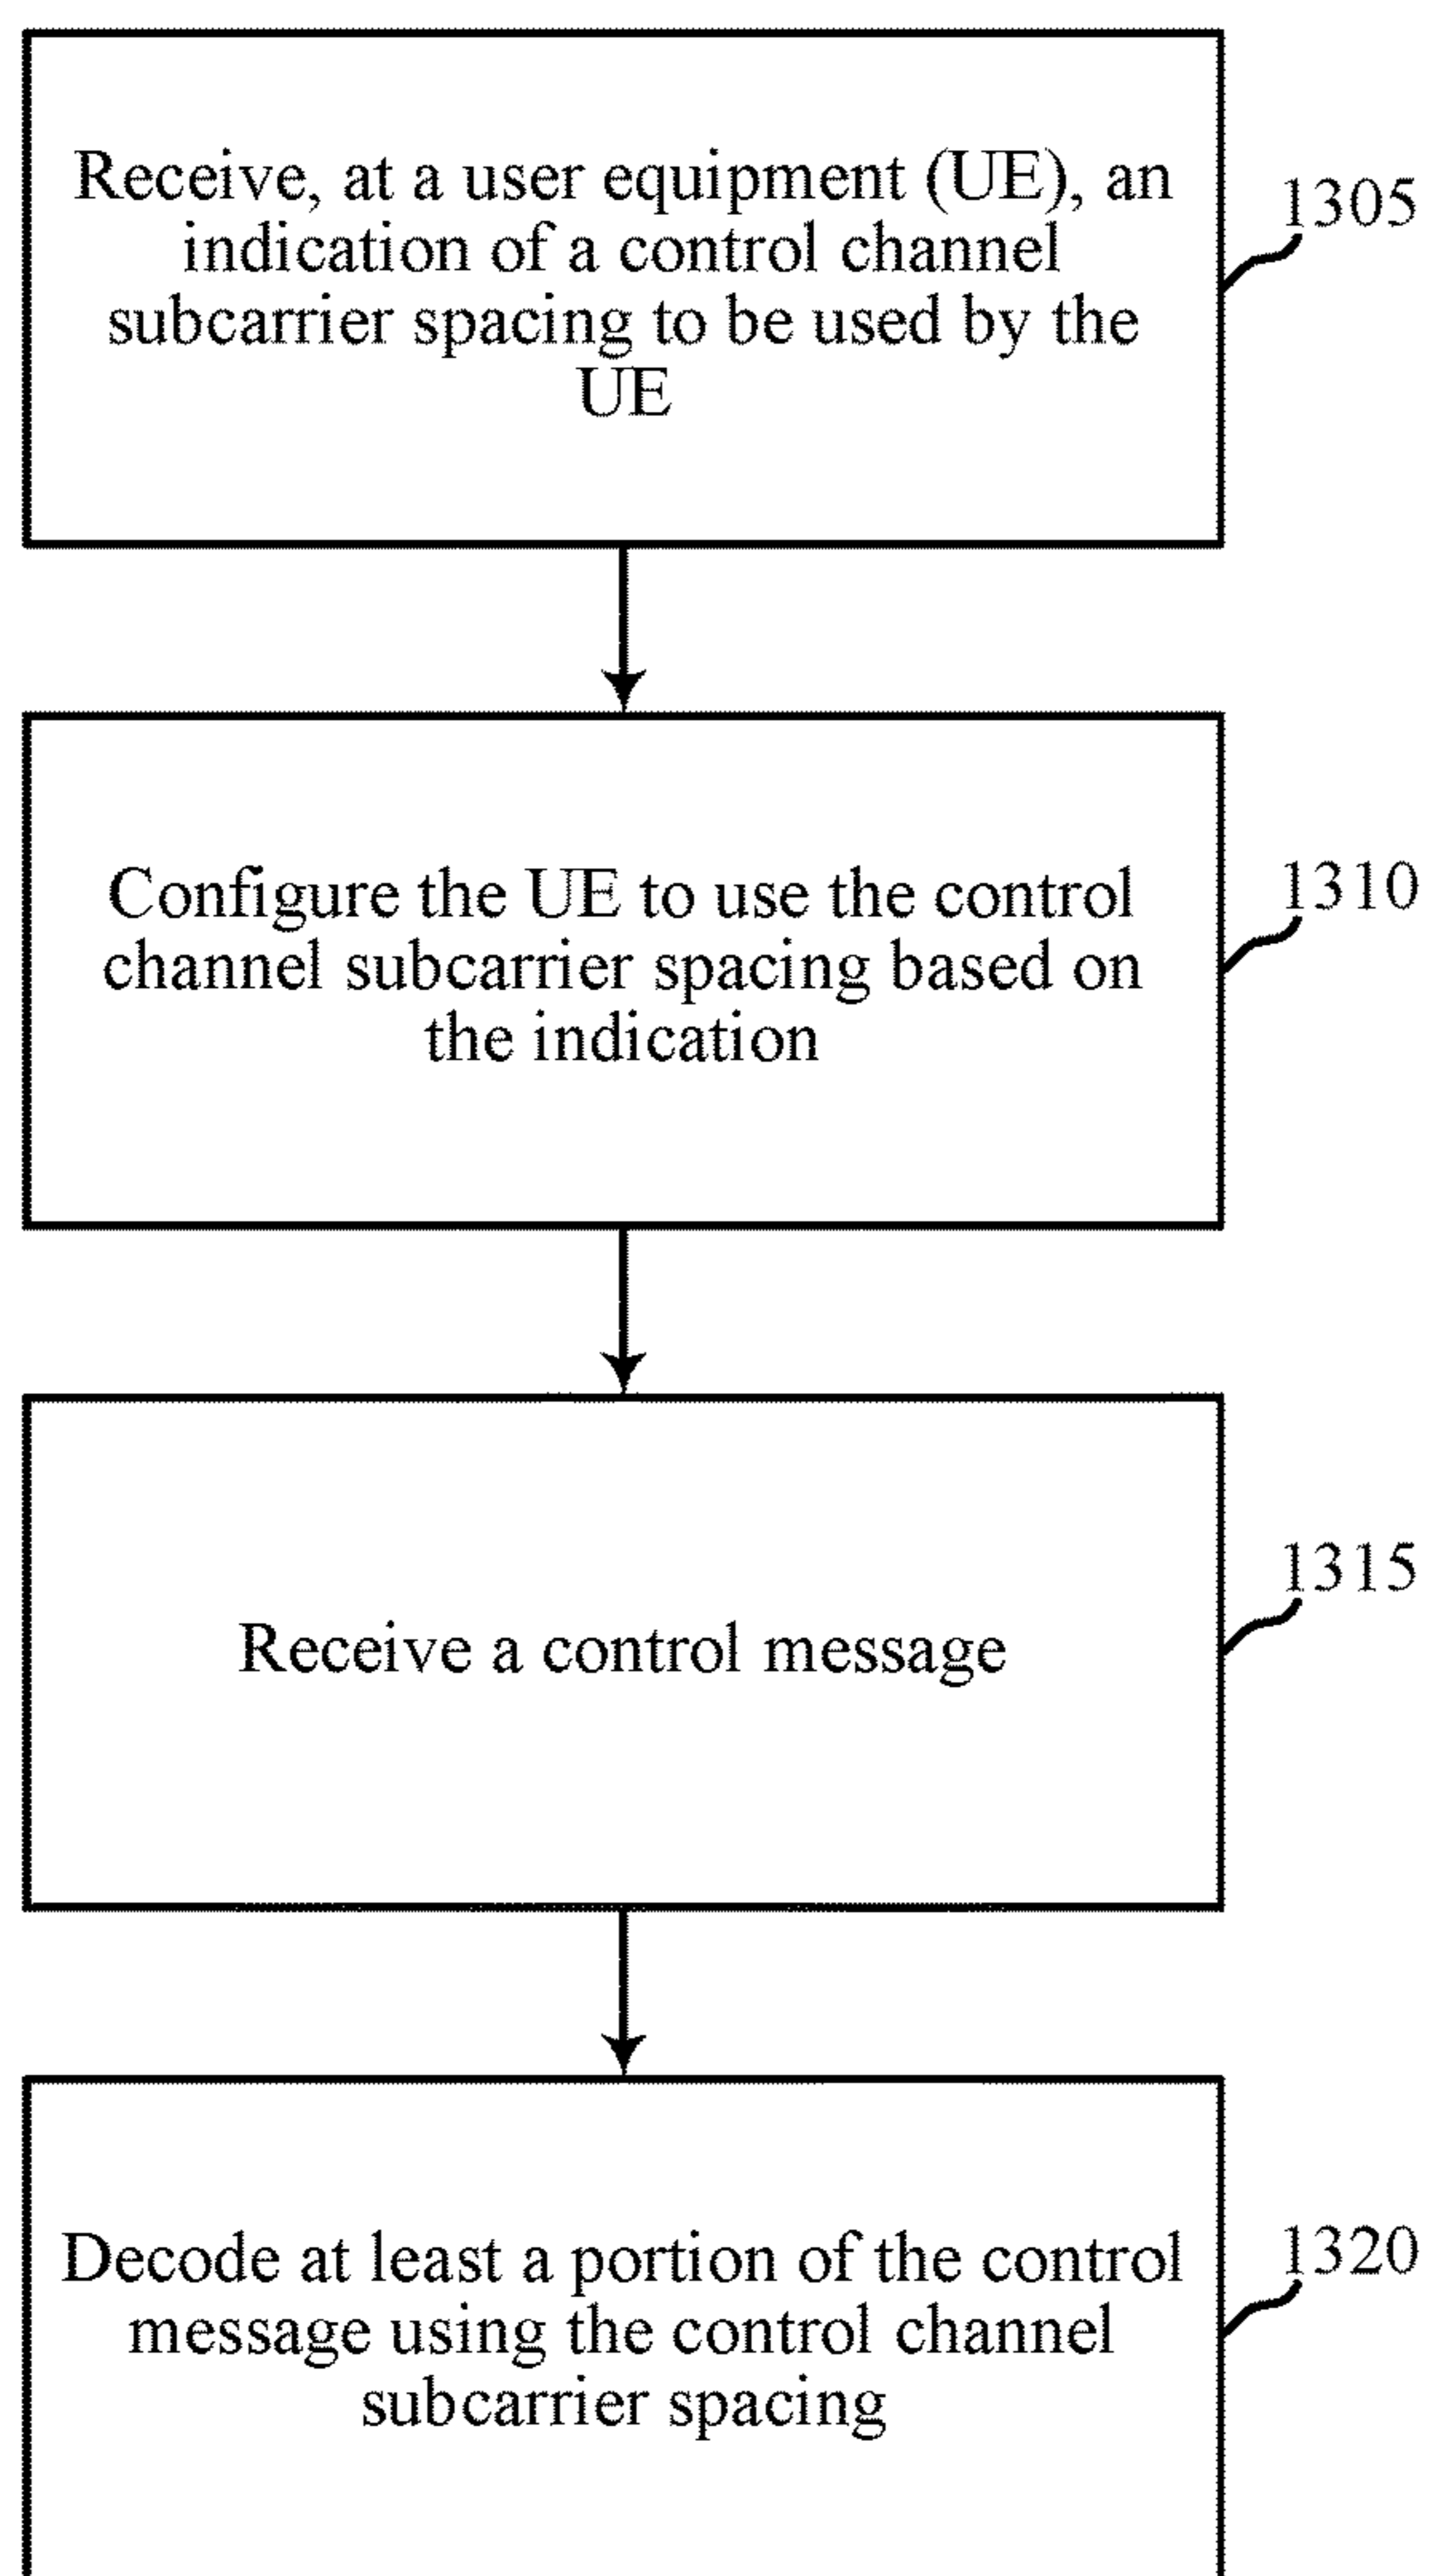 Receive, at a user equipment (UE), an
indication of a control channel
subcarrier spacing to be used by the
UE
1305
Configure the UE to use the control
channel subcarrier spacing based on
the indication
1310
Receive a control message
1315
Decode at least a portion of the control
message using the control channel
subcarrier spacing
1320